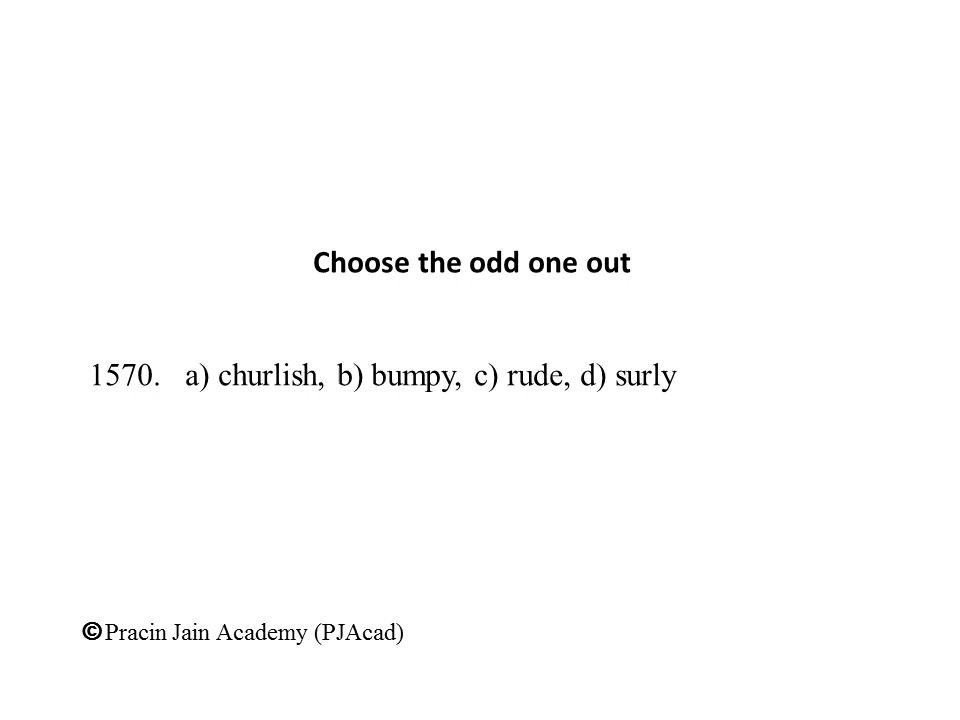 Choose the odd one out
1570. a) churlish, b) bumpy, c) rude, d) surly
©Pracin Jain Academy (PJAcad)